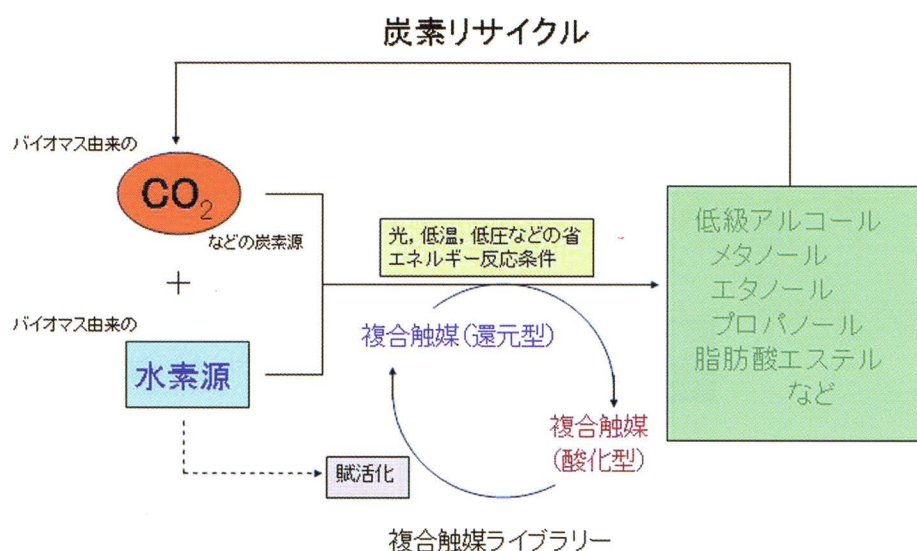 炭素リサイクル
バイオマス由来の
CO₂
などの炭素源
+
バイオマス由来の
水素源
賦活化
光, 低温, 低圧などの省
エネルギー反応条件
複合触媒(還元型)
複合触媒
(酸化型)
複合触媒ライブラリー
低級アルコール
メタノール
エタノール
プロパノール
脂肪酸エステル
など